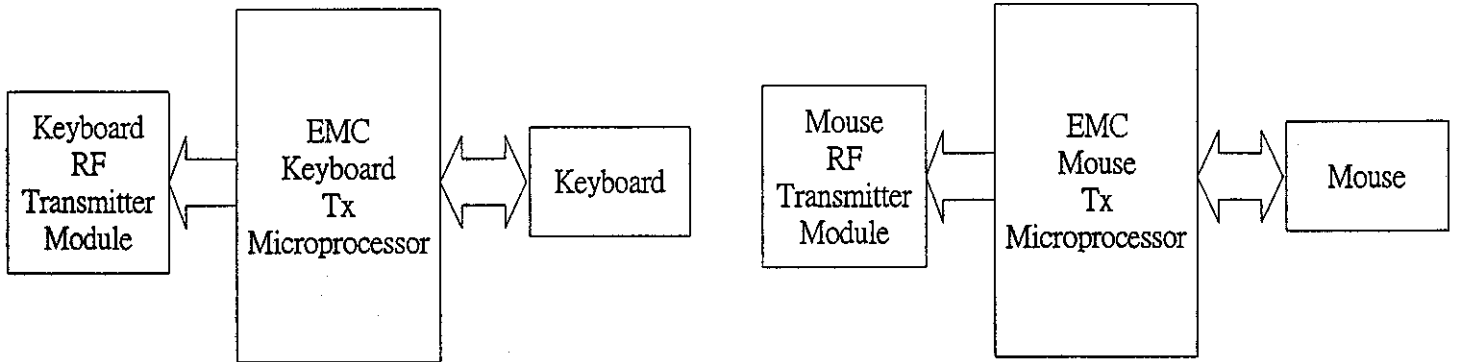 Keyboard
RF
Transmitter
Module
EMC
Keyboard
Tx
Microprocessor
Keyboard
Mouse
RF
Transmitter
Module
EMC
Mouse
Tx
Microprocessor
Mouse